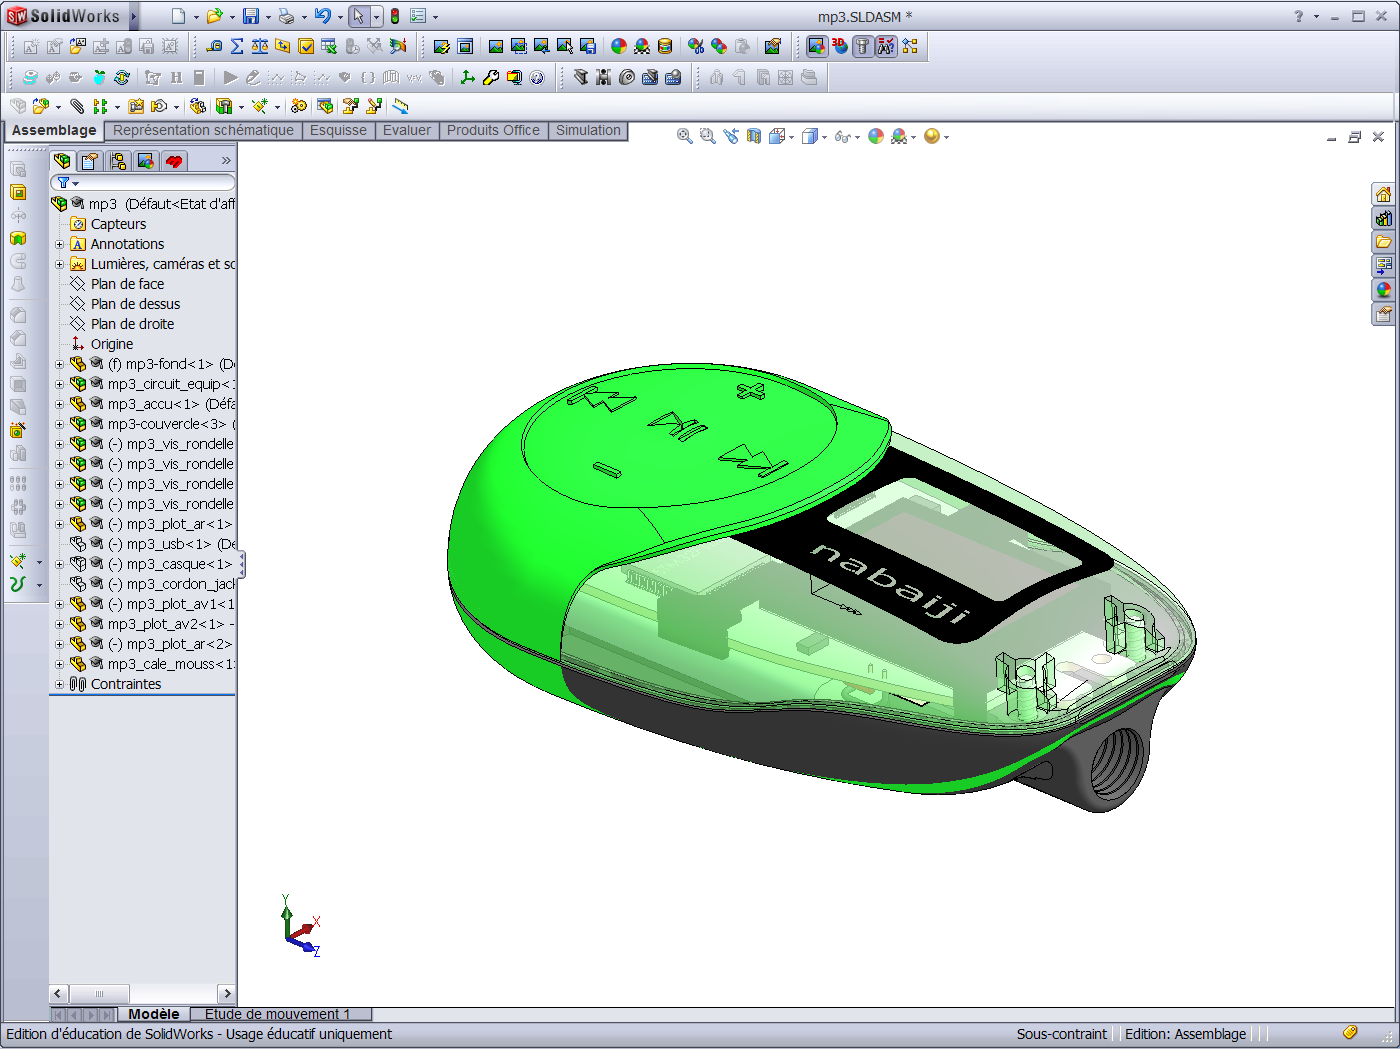 SW SolidWorks
mp3.SLDASM *
?
Assemblage
Représentation schématique
Esquisse
Evaluer
Produits Office
Simulation
mp3 (Défaut<Etat d'aff
Capteurs
Annotations
Lumières, caméras et so
Plan de face
Plan de dessus
Plan de droite
Origine
(f) mp3-fond<1> (D
mp3_circuit_equip<
mp3_accu<1> (Défa
mp3-couvercle<3> (
(-) mp3_vis_rondelle
(-) mp3_vis_rondelle
(-) mp3_vis_rondelle
(-) mp3_vis_rondelle
(-) mp3_plot_ar<1>
(-) mp3_usb<1> (De
(-) mp3_casque<1>
(-) mp3_cordon_jack
(-) mp3_plot_av1<1
mp3_plot_av2<1> -
(-) mp3_plot_ar<2>
mp3_cale_mouss<1
Contraintes
nabaiji
Y
X
Z
Modèle
Etude de mouvement 1
Edition d'éducation de SolidWorks - Usage éducatif uniquement
Sous-contraint
Edition: Assemblage